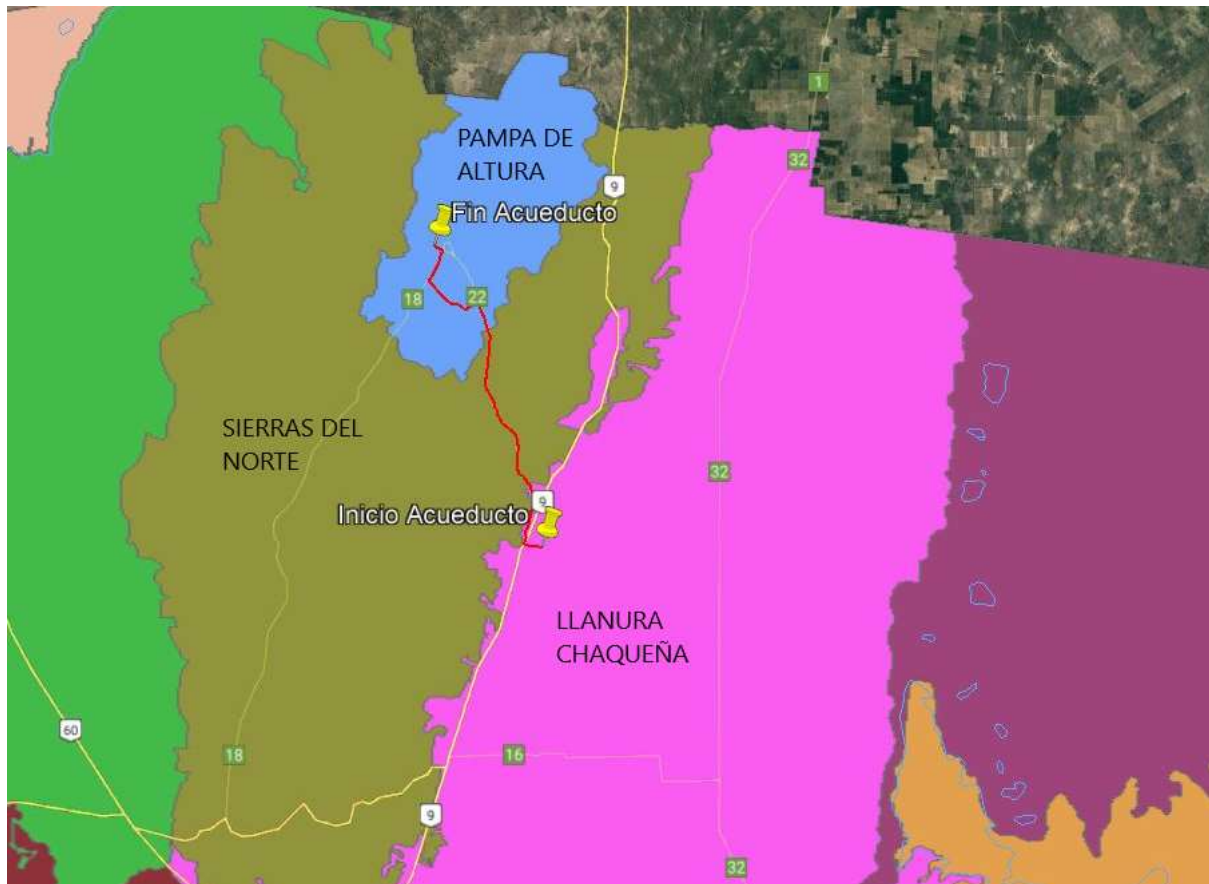 1
PAMPA DE
ALTURA
32
9
Fin Acueducto
18
22
SIERRAS DEL
NORTE
32
9
Inicio Acueducto
LLANURA
CHAQUEÑA
60
18
16
9
32